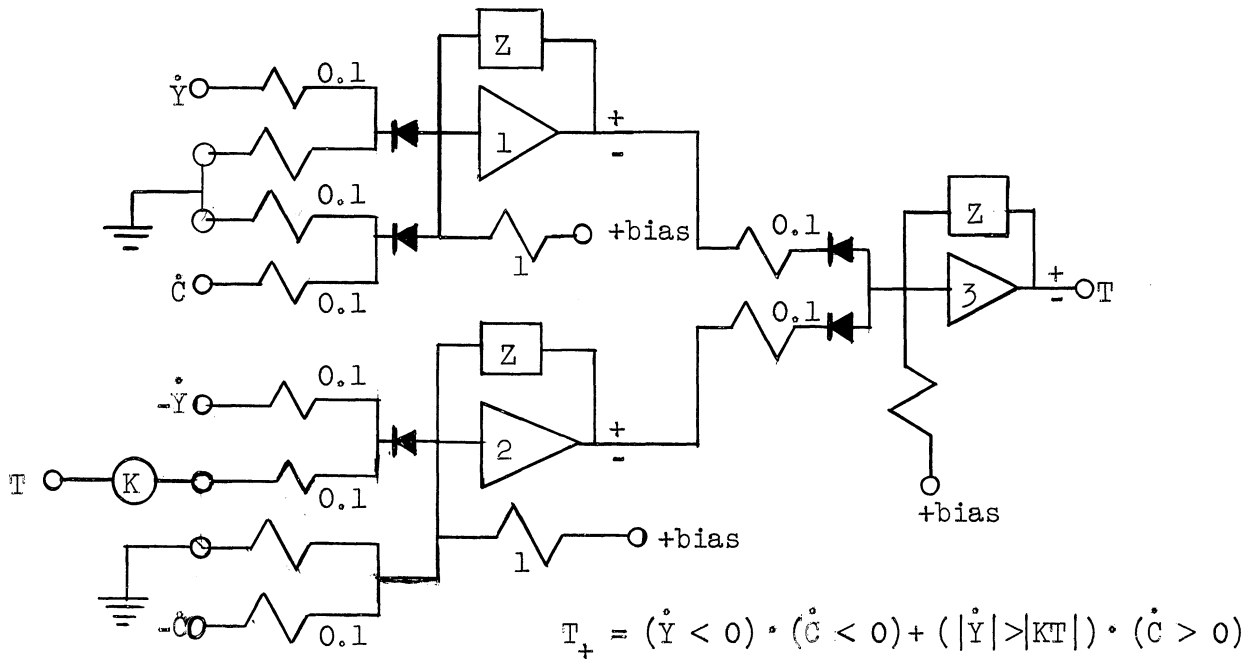 Z
Ẏ 0.1
+
1
-
0.1
+bias
1
Ċ
0.1
0.1
0.1
Z
3
+
-
T
Z
-Ẏ 0.1
+
2
-
T K
0.1
+bias
1
-Ċ
0.1
+bias
T₊ = (Ẏ < 0) · (Ċ < 0) + (|Ẏ|>|KT|) · (Ċ > 0)